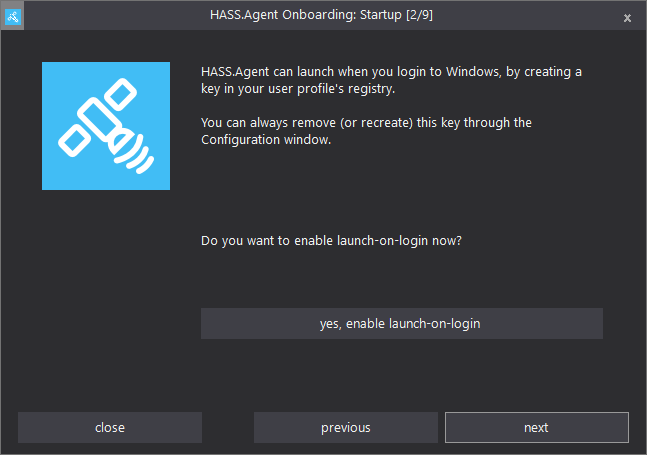 HASS.Agent Onboarding: Startup [2/9]
x
HASS.Agent can launch when you login to Windows, by creating a
key in your user profile's registry.
You can always remove (or recreate) this key through the
Configuration window.
Do you want to enable launch-on-login now?
yes, enable launch-on-login
close
previous
next